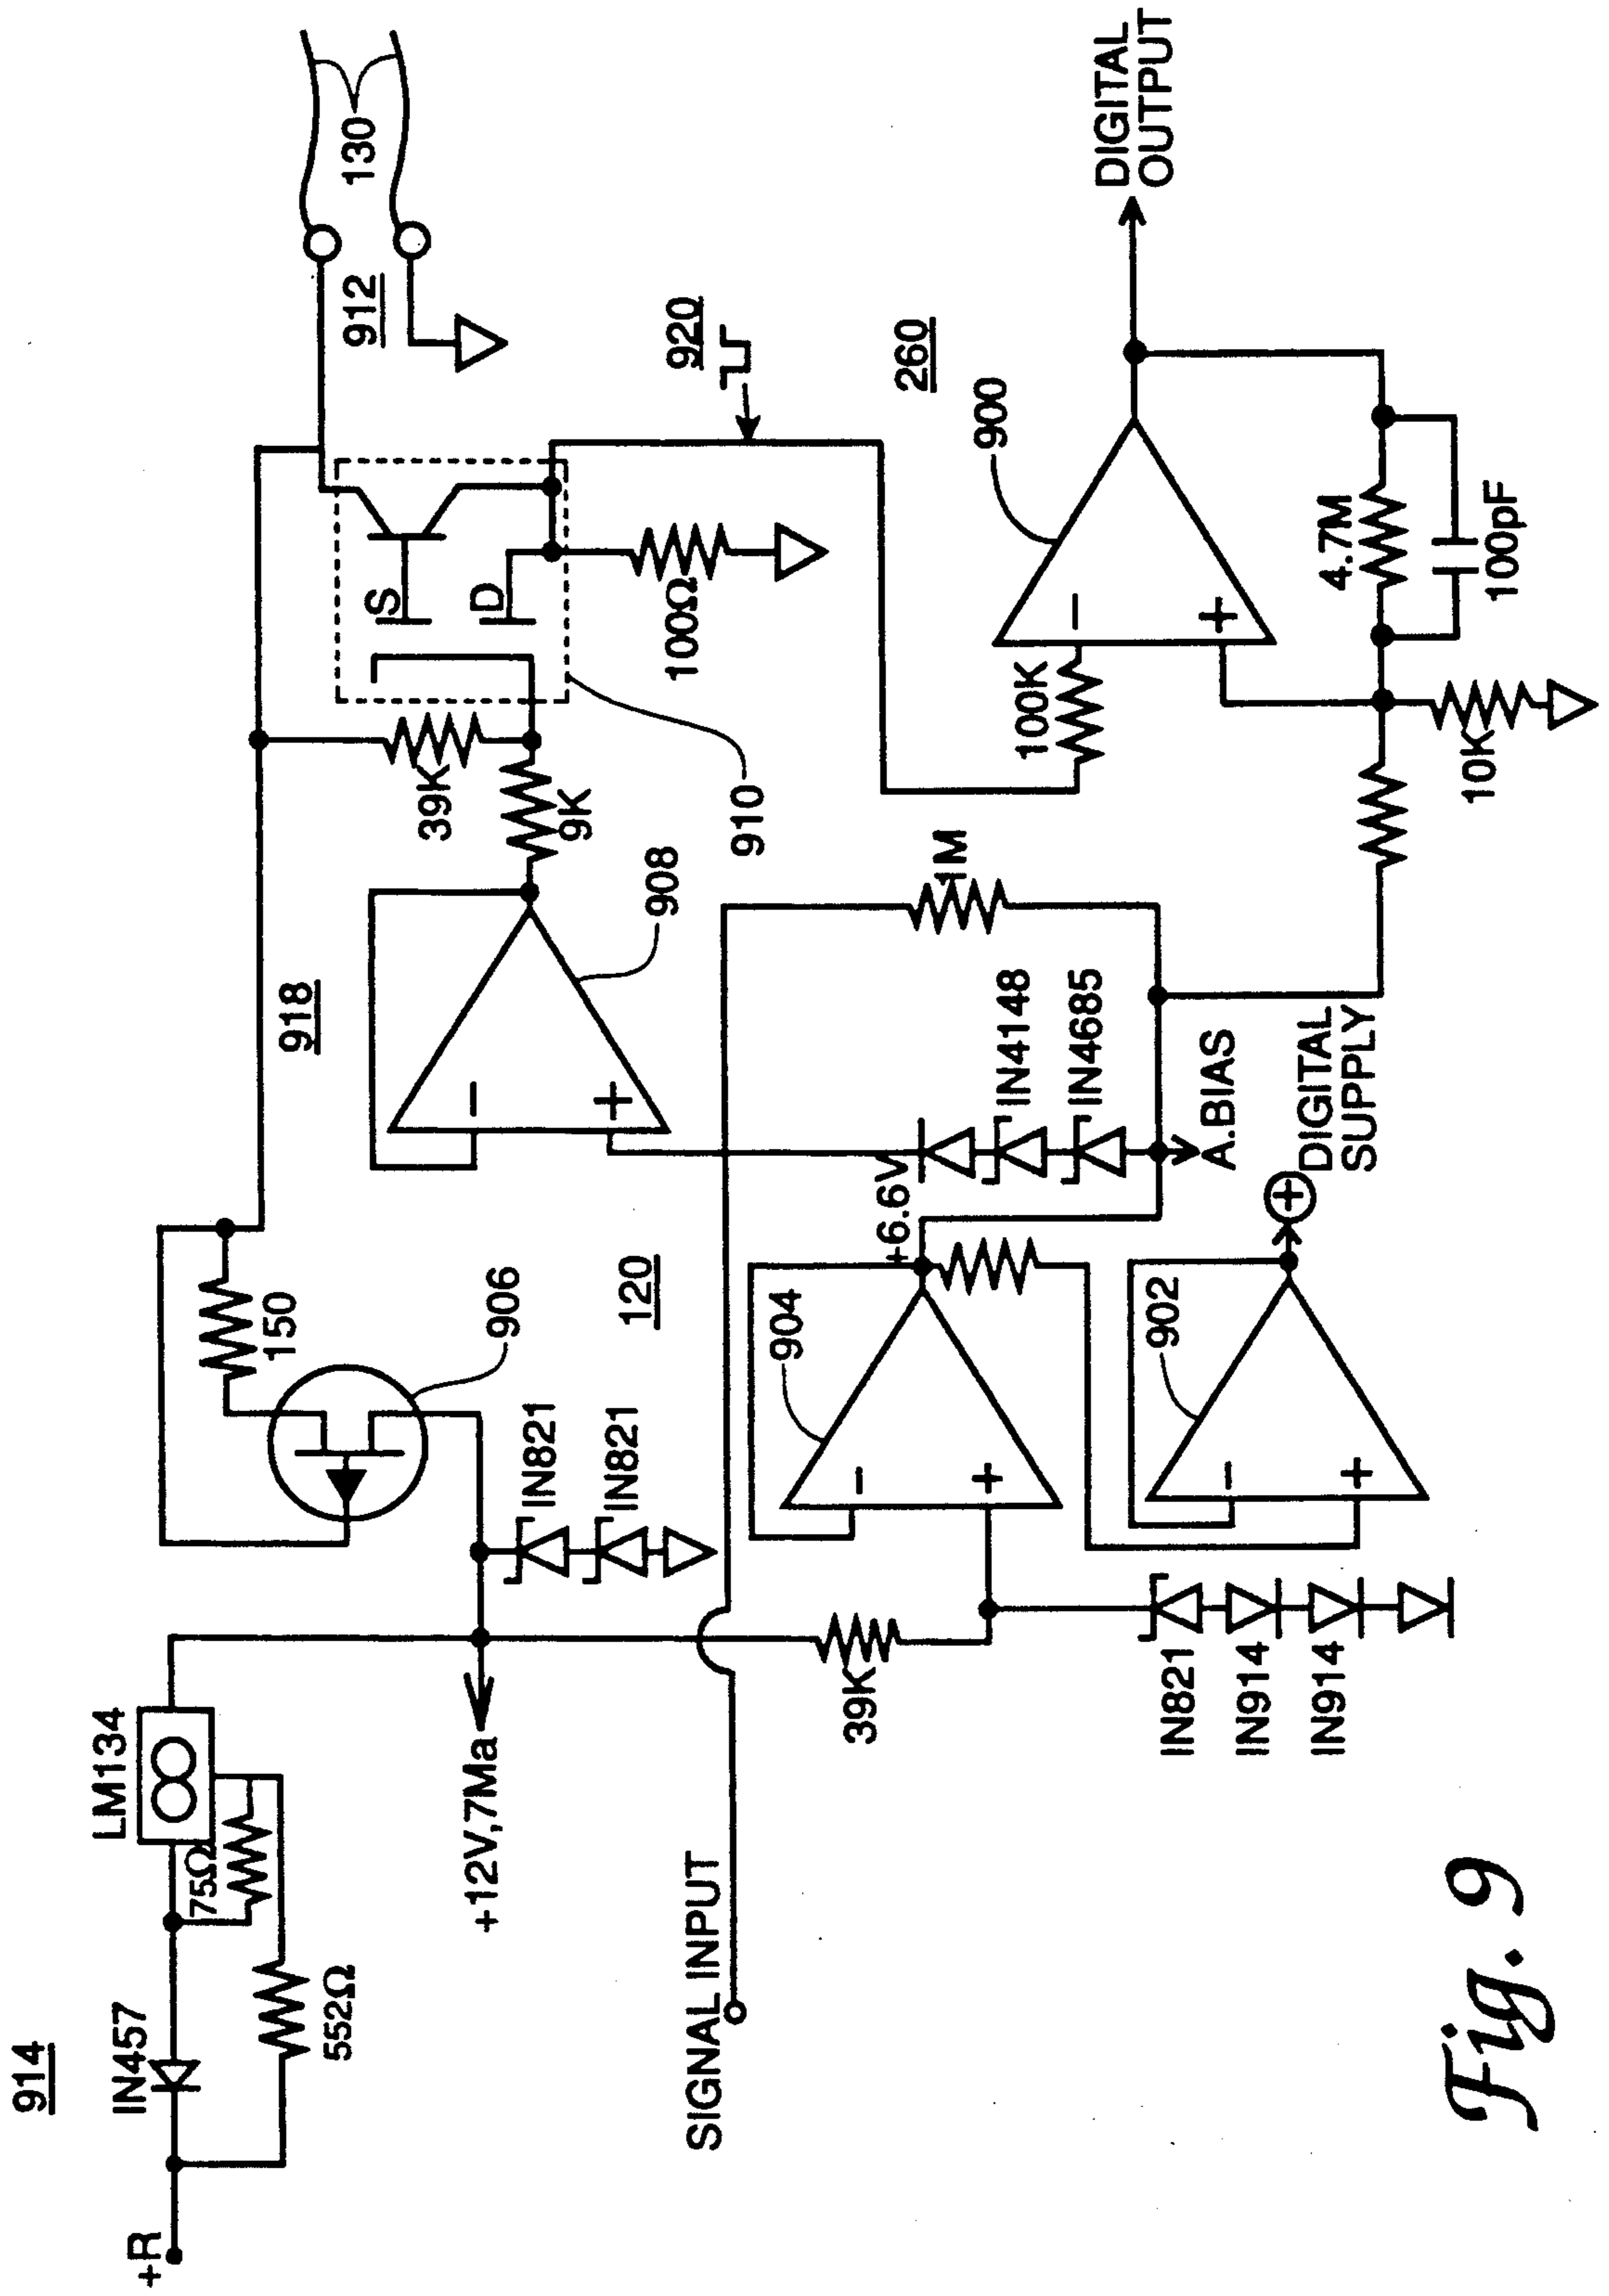 914
+R
IN457
552Ω
75Ω
LM134
+12V,7Ma
SIGNAL INPUT
IN821
IN821
150
906
120
918
39K
9K
908
910
S
D
100Ω
912
130
920
39K
IN821
IN914
IN914
904
−
+
+6.6V
902
−
+
−
+
IN4148
IN4685
A.BIAS
+
DIGITAL
SUPPLY
1M
100K
10K
260
900
−
+
4.7M
100pF
DIGITAL
OUTPUT
Fig. 9